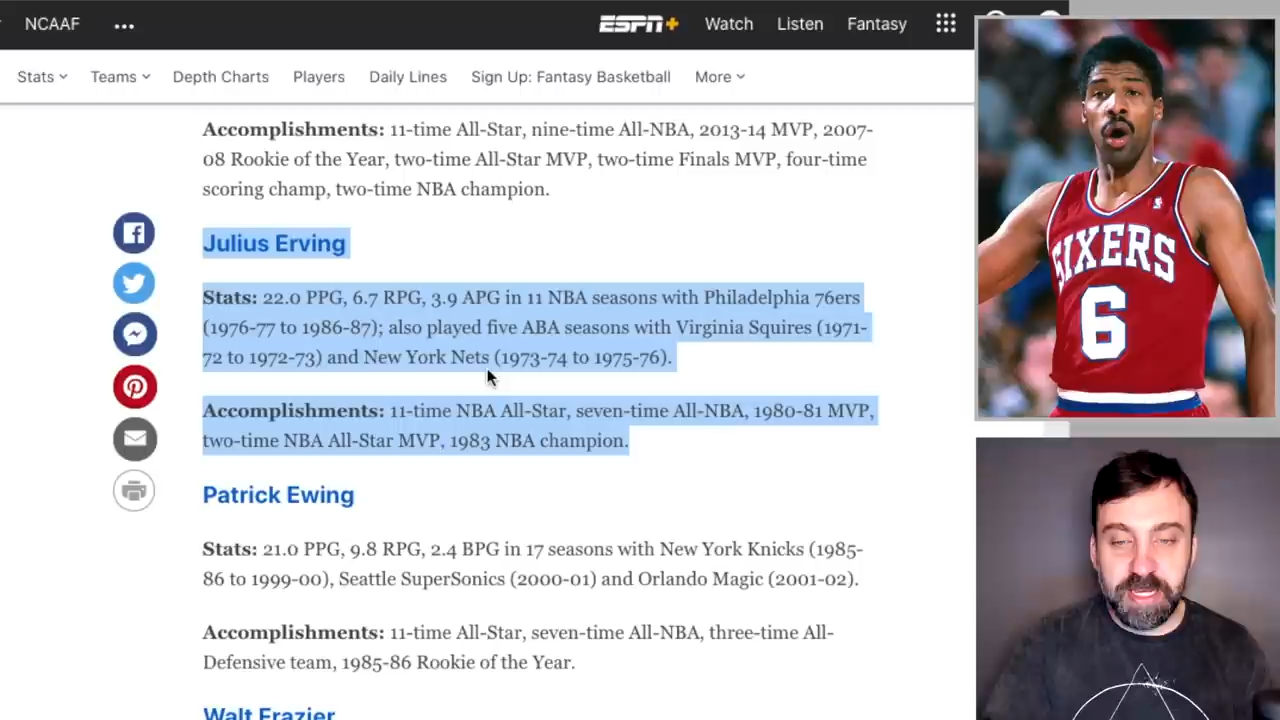 NCAAF
ESPN+
Watch
Listen
Fantasy
Stats
Teams
Depth Charts
Players
Daily Lines
Sign Up: Fantasy Basketball
More
Accomplishments: 11-time All-Star, nine-time All-NBA, 2013-14 MVP, 2007-
08 Rookie of the Year, two-time All-Star MVP, two-time Finals MVP, four-time
scoring champ, two-time NBA champion.
Julius Erving
Stats: 22.0 PPG, 6.7 RPG, 3.9 APG in 11 NBA seasons with Philadelphia 76ers
(1976-77 to 1986-87); also played five ABA seasons with Virginia Squires (1971-
72 to 1972-73) and New York Nets (1973-74 to 1975-76).
Accomplishments: 11-time NBA All-Star, seven-time All-NBA, 1980-81 MVP,
two-time NBA All-Star MVP, 1983 NBA champion.
Patrick Ewing
Stats: 21.0 PPG, 9.8 RPG, 2.4 BPG in 17 seasons with New York Knicks (1985-
86 to 1999-00), Seattle SuperSonics (2000-01) and Orlando Magic (2001-02).
Accomplishments: 11-time All-Star, seven-time All-NBA, three-time All-
Defensive team, 1985-86 Rookie of the Year.
Walt Frazier
SIXERS
6